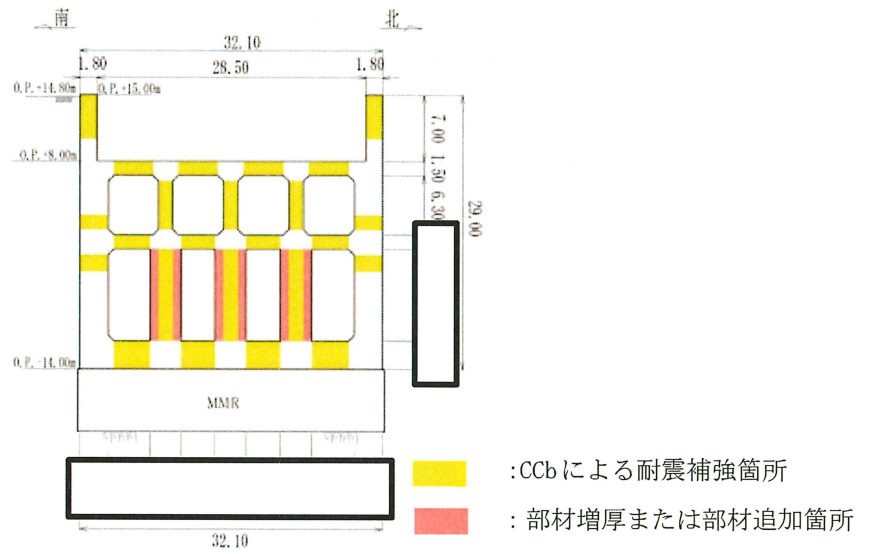 南
北
32.10
1.80
28.50
1.80
O.P.+14.80m
O.P.+15.00m
7.00
O.P.+8.00m
1.50
6.30
29.00
O.P.-14.00m
MMR
:CCbによる耐震補強箇所
:部材増厚または部材追加箇所
32.10